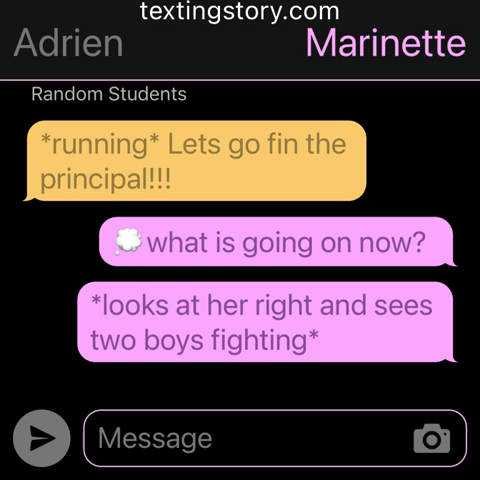 textingstory.com
Adrien
Marinette
Random Students
*running* Lets go fin the
principal!!!
💭what is going on now?
*looks at her right and sees
two boys fighting*
Message